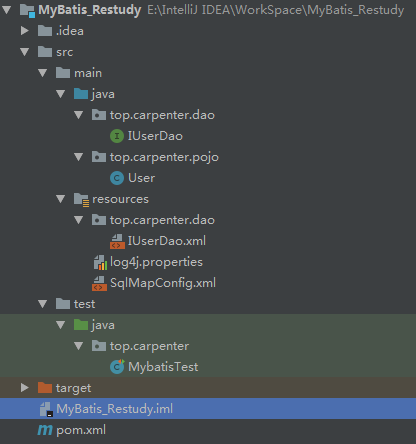 MyBatis_Restudy E:\IntelliJ IDEA\WorkSpace\MyBatis_Restudy
.idea
src
main
java
top.carpenter.dao
IUserDao
top.carpenter.pojo
User
resources
top.carpenter.dao
IUserDao.xml
log4j.properties
SqlMapConfig.xml
test
java
top.carpenter
MybatisTest
target
MyBatis_Restudy.iml
pom.xml